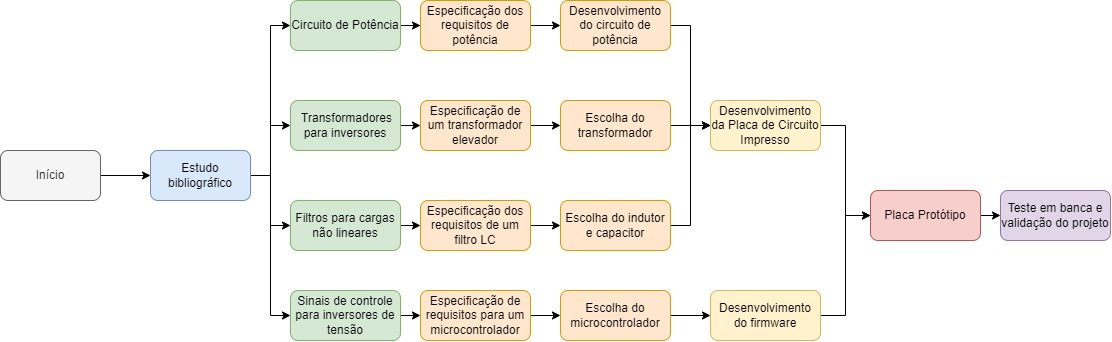 Início
Estudo
bibliográfico
Circuito de Potência
Especificação dos
requisitos de
potência
Desenvolvimento
do circuito de
potência
Transformadores
para inversores
Especificação de
um transformador
elevador
Escolha do
transformador
Desenvolvimento
da Placa de Circuito
Impresso
Filtros para cargas
não lineares
Especificação dos
requisitos de um
filtro LC
Escolha do indutor
e capacitor
Sinais de controle
para inversores de
tensão
Especificação de
requisitos para um
microcontrolador
Escolha do
microcontrolador
Desenvolvimento
do firmware
Placa Protótipo
Teste em banca e
validação do projeto